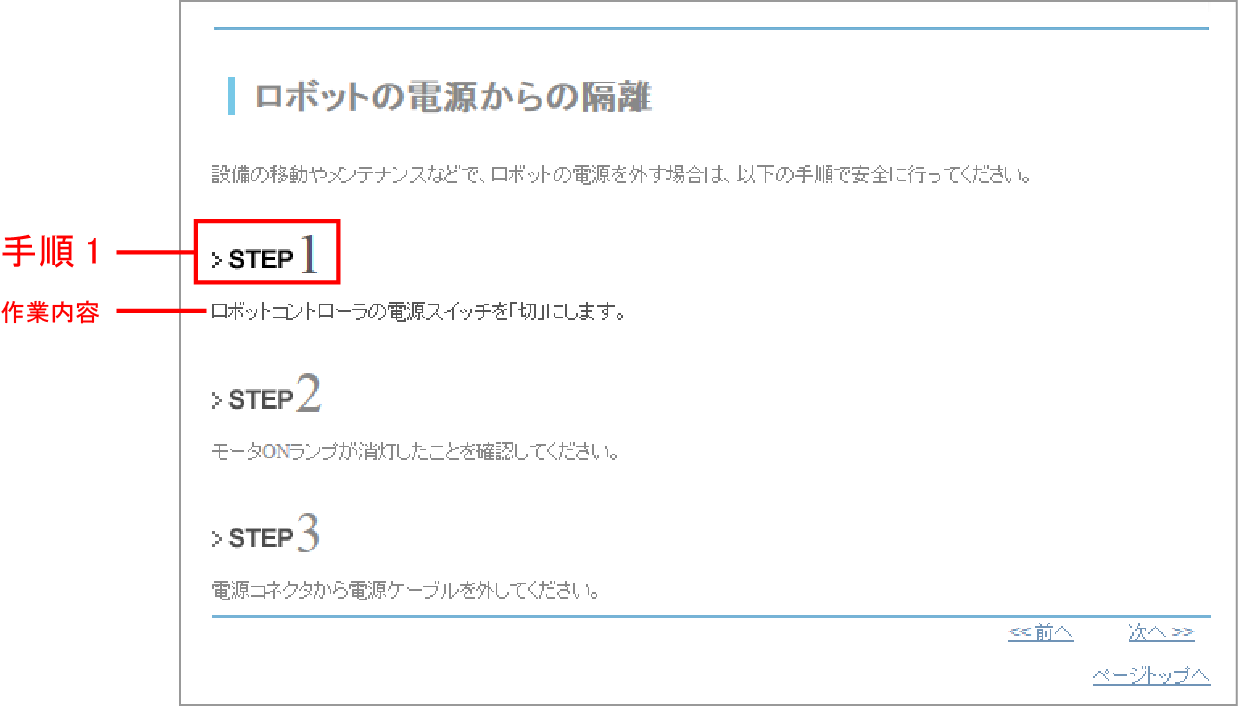 ロボットの電源からの隔離
設備の移動やメンテナンスなどで、ロボットの電源を外す場合は、以下の手順で安全に行ってください。
手順1
> STEP 1
作業内容
ロボットコントローラの電源スイッチを「切」にします。
> STEP 2
モータONランプが消灯したことを確認してください。
> STEP 3
電源コネクタから電源ケーブルを外してください。
<<前へ 次へ>>
ページトップへ